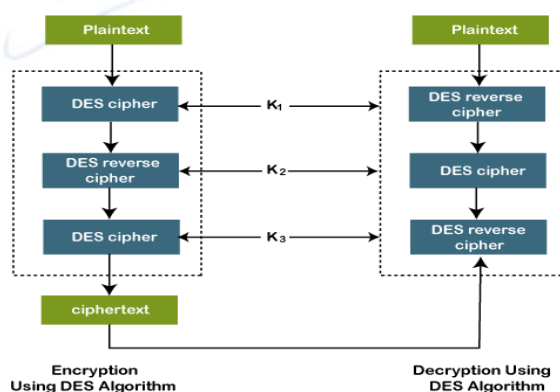 Plaintext
DES cipher
DES reverse
cipher
DES cipher
ciphertext
Encryption
Using DES Algorithm
K₁
K₂
K₃
Plaintext
DES reverse
cipher
DES cipher
DES reverse
cipher
Decryption Using
DES Algorithm